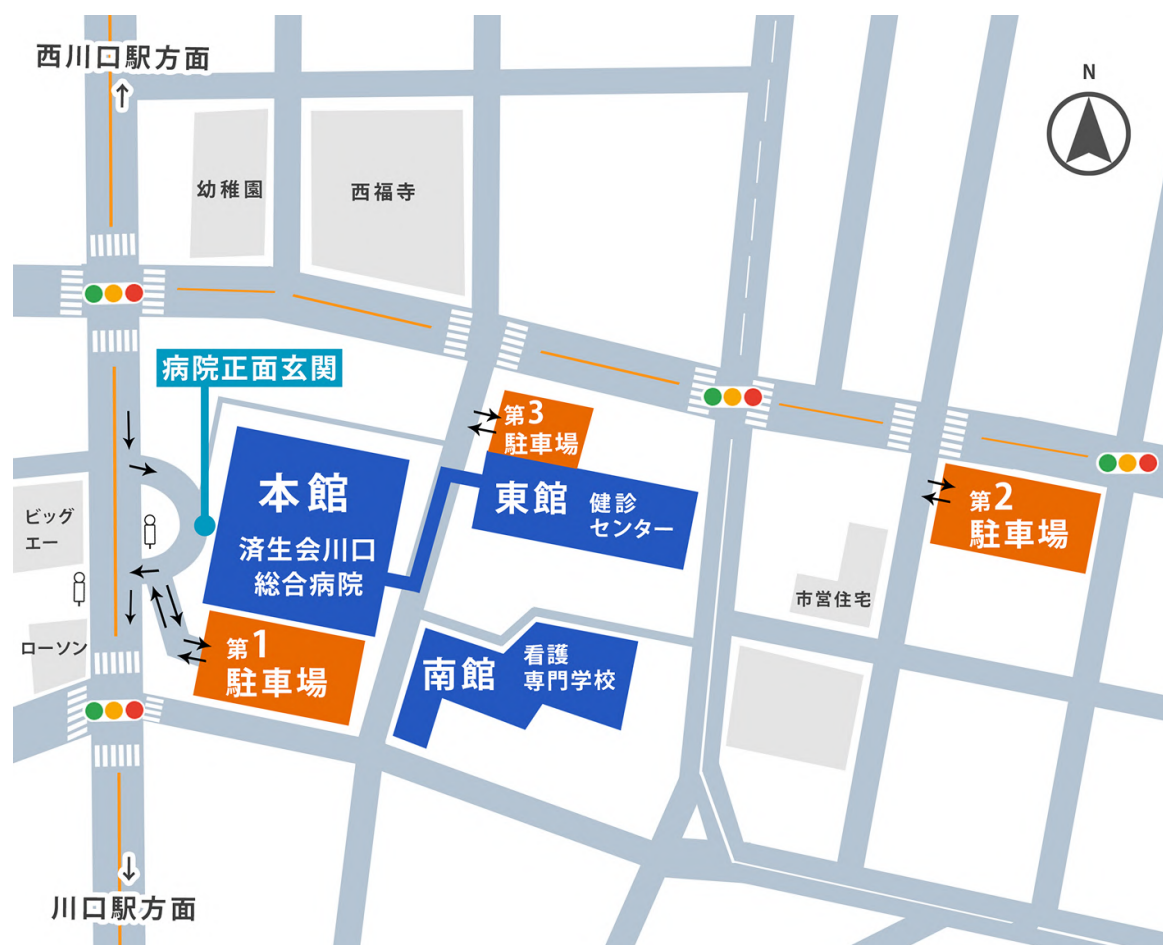 西川口駅方面
↑
N
幼稚園
西福寺
病院正面玄関
第3
駐車場
本館
済生会川口
総合病院
東館
健診
センター
第2
駐車場
ビッグ
エー
市営住宅
ローソン
第1
駐車場
南館
看護
専門学校
↓
川口駅方面